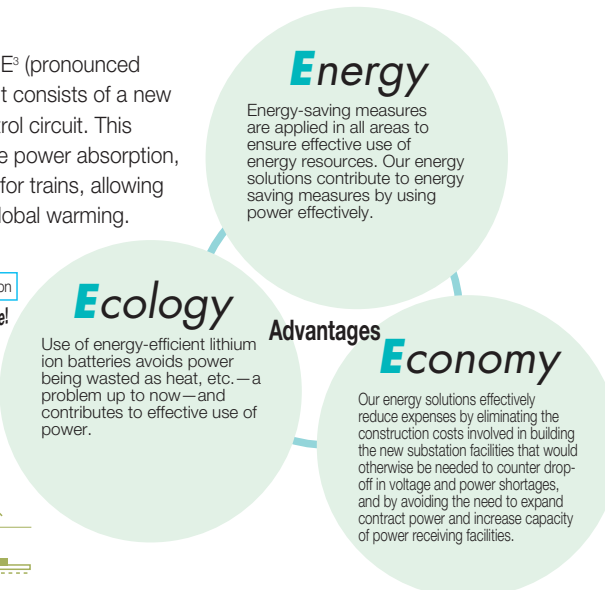 E³ (pronounced
t consists of a new
rol circuit. This
e power absorption,
for trains, allowing
lobal warming.
on
e!
Energy
Energy-saving measures
are applied in all areas to
ensure effective use of
energy resources. Our energy
solutions contribute to energy
saving measures by using
power effectively.
Ecology
Use of energy-efficient lithium
ion batteries avoids power
being wasted as heat, etc.—a
problem up to now—and
contributes to effective use of
power.
Advantages
Economy
Our energy solutions effectively
reduce expenses by eliminating the
construction costs involved in building
the new substation facilities that would
otherwise be needed to counter drop-
off in voltage and power shortages,
and by avoiding the need to expand
contract power and increase capacity
of power receiving facilities.